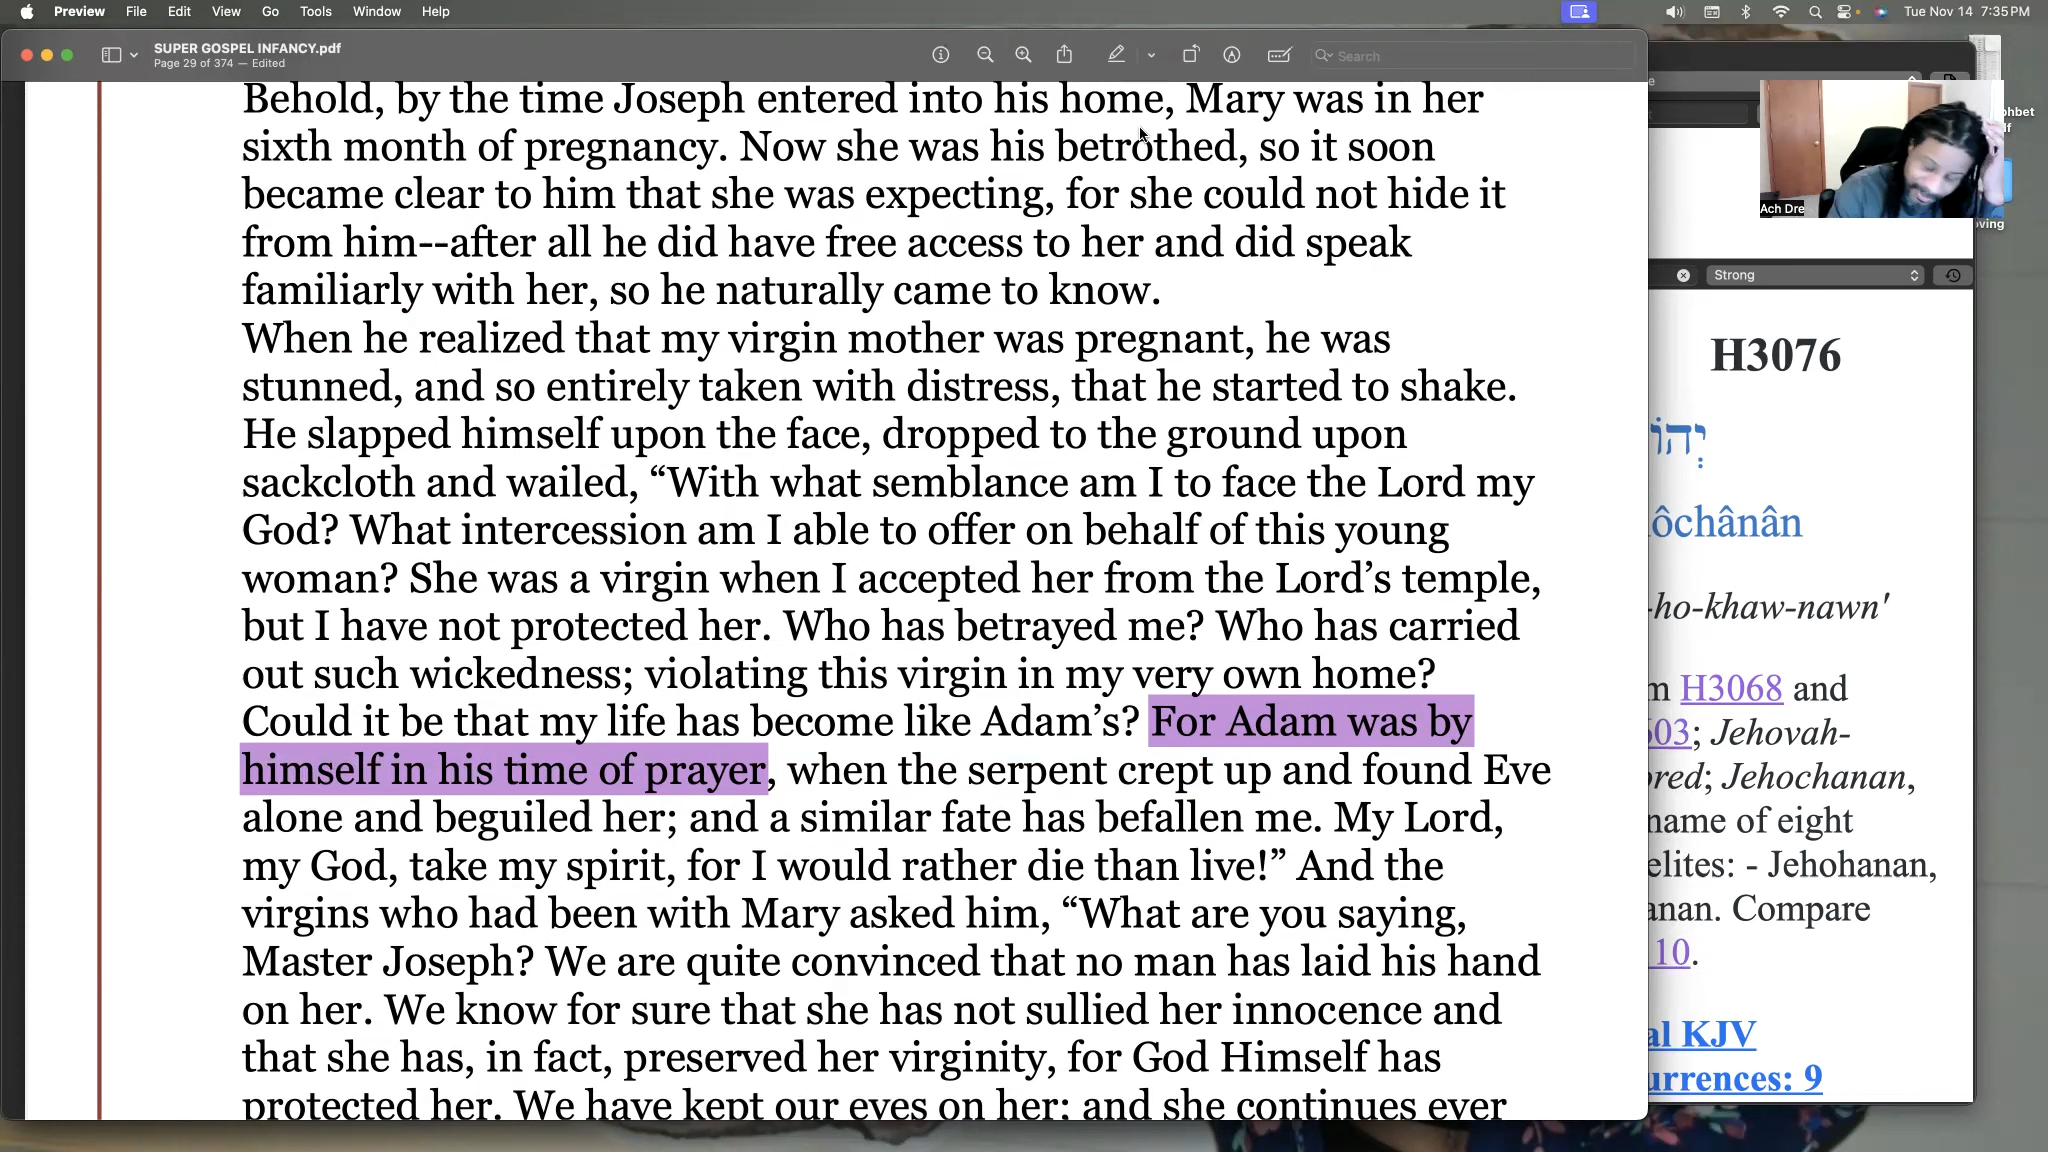 Preview File Edit View Go Tools Window Help
Tue Nov 14 7:35 PM
SUPER GOSPEL INFANCY.pdf
Page 29 of 374 — Edited
Search
Behold, by the time Joseph entered into his home, Mary was in her
sixth month of pregnancy. Now she was his betrothed, so it soon
became clear to him that she was expecting, for she could not hide it
from him--after all he did have free access to her and did speak
familiarly with her, so he naturally came to know.
When he realized that my virgin mother was pregnant, he was
stunned, and so entirely taken with distress, that he started to shake.
He slapped himself upon the face, dropped to the ground upon
sackcloth and wailed, “With what semblance am I to face the Lord my
God? What intercession am I able to offer on behalf of this young
woman? She was a virgin when I accepted her from the Lord’s temple,
but I have not protected her. Who has betrayed me? Who has carried
out such wickedness; violating this virgin in my very own home?
Could it be that my life has become like Adam’s? For Adam was by
himself in his time of prayer, when the serpent crept up and found Eve
alone and beguiled her; and a similar fate has befallen me. My Lord,
my God, take my spirit, for I would rather die than live!” And the
virgins who had been with Mary asked him, “What are you saying,
Master Joseph? We are quite convinced that no man has laid his hand
on her. We know for sure that she has not sullied her innocence and
that she has, in fact, preserved her virginity, for God Himself has
protected her. We have kept our eyes on her; and she continues ever
Ach Dre
Strong
H3076
יְהוֹ
ôchânân
-ho-khaw-nawn'
m H3068 and
03; Jehovah-
ored; Jehochanan,
name of eight
elites: - Jehohanan,
anan. Compare
10.
al KJV
urrences: 9